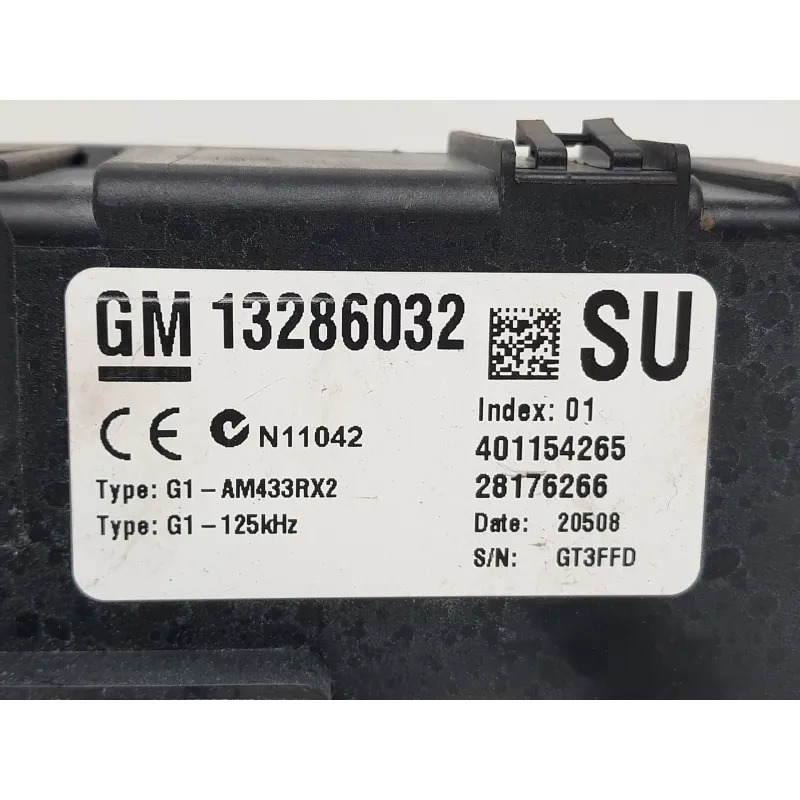 GM 13286032 SU
CE N11042
Index: 01
401154265
Type: G1-AM433RX2
28176266
Type: G1-125kHz
Date: 20508
S/N: GT3FFD